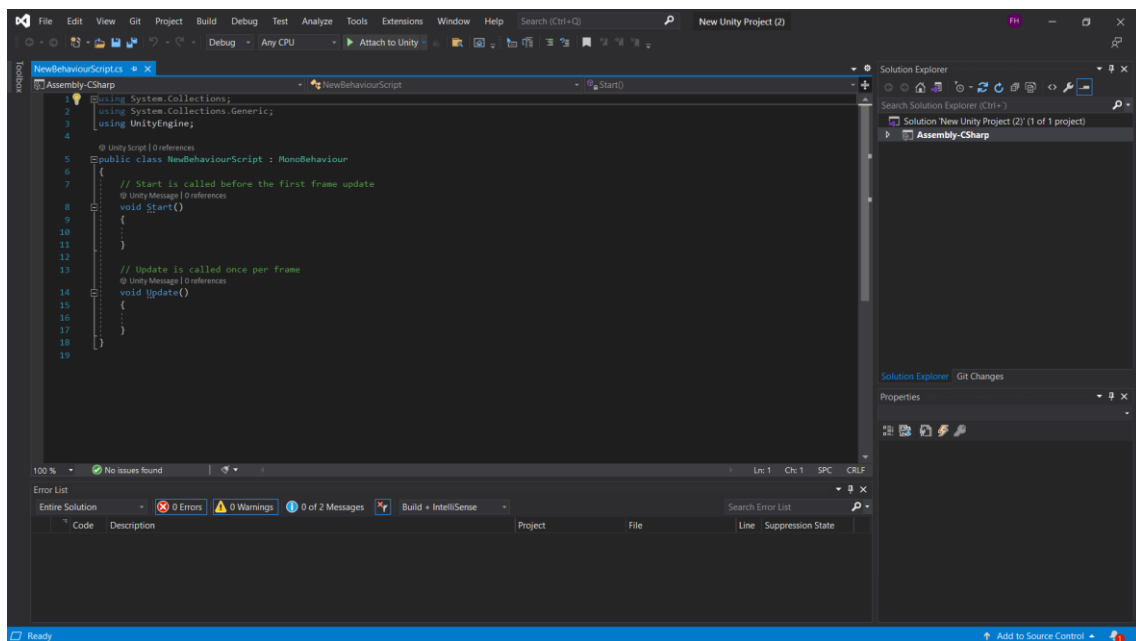 File Edit View Git Project Build Debug Test Analyze Tools Extensions Window Help Search (Ctrl+Q) New Unity Project (2) FH
Debug Any CPU Attach to Unity
Toolbox
NewBehaviourScript.cs
Assembly-CSharp NewBehaviourScript Start()
1 using System.Collections;
2 using System.Collections.Generic;
3 using UnityEngine;
4
Unity Script | 0 references
5 public class NewBehaviourScript : MonoBehaviour
6 {
7 // Start is called before the first frame update
Unity Message | 0 references
8 void Start()
9 {
10
11 }
12
13 // Update is called once per frame
Unity Message | 0 references
14 void Update()
15 {
16
17 }
18 }
19
100 % No issues found Ln: 1 Ch: 1 SPC CRLF
Error List
Entire Solution 0 Errors 0 Warnings 0 of 2 Messages Build + IntelliSense Search Error List
Code Description Project File Line Suppression State
Solution Explorer
Search Solution Explorer (Ctrl+¨)
Solution 'New Unity Project (2)' (1 of 1 project)
Assembly-CSharp
Solution Explorer Git Changes
Properties
Ready Add to Source Control 1